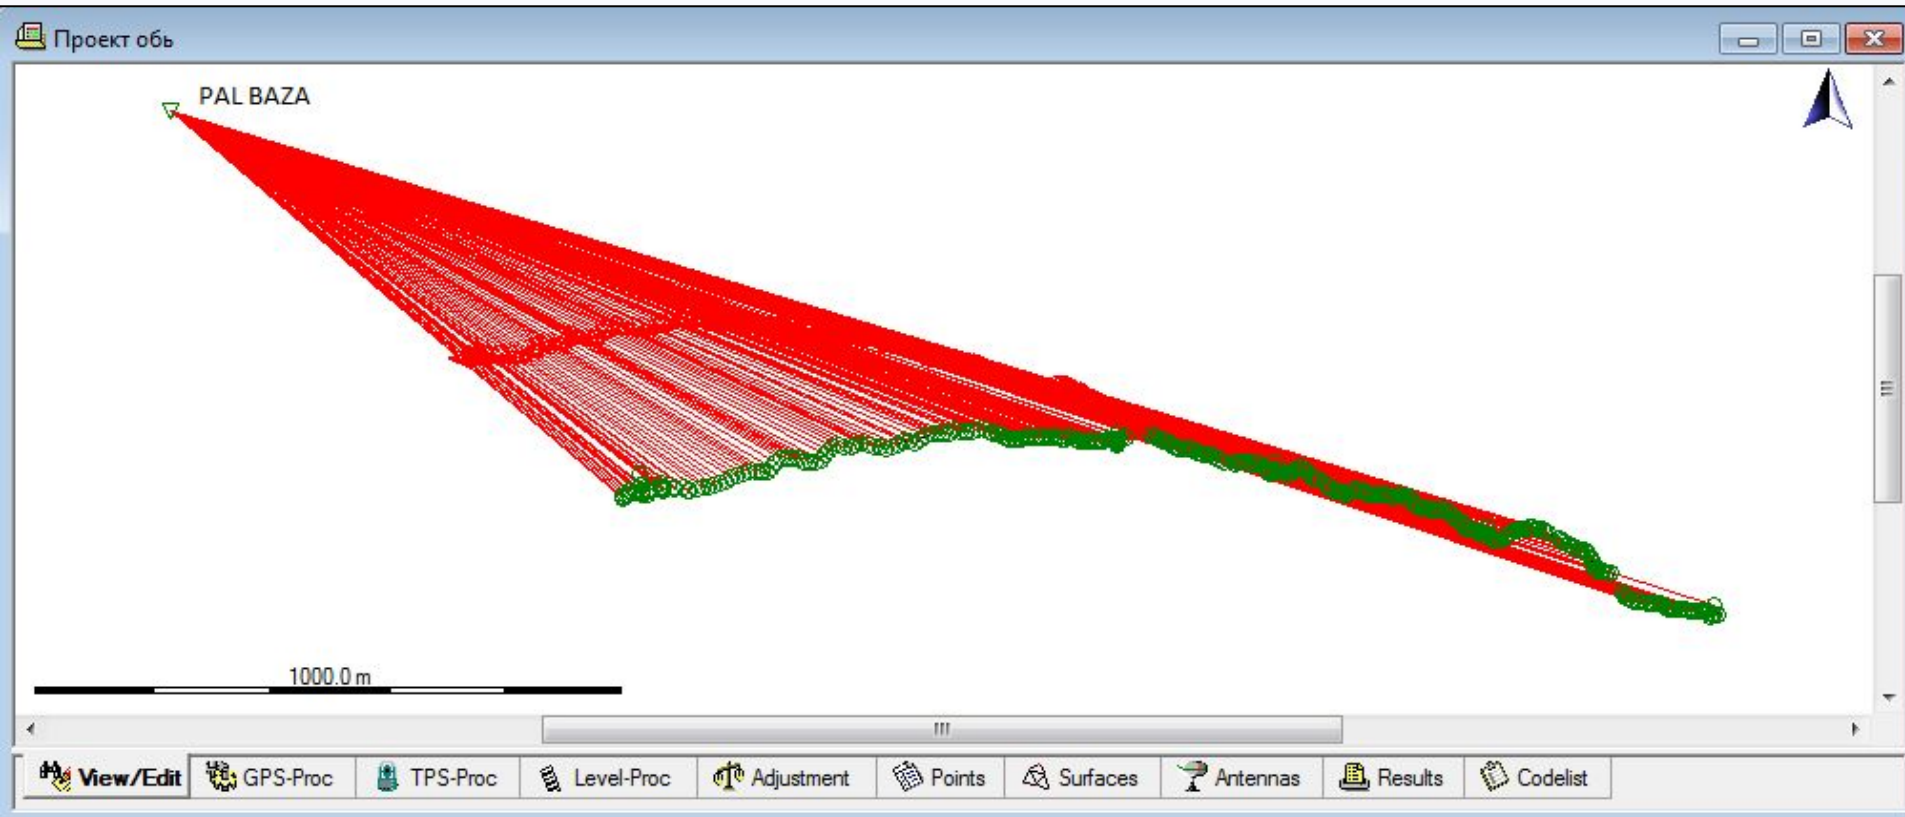 Проект обь
PAL BAZA
1000.0 m
View/Edit
GPS-Proc
TPS-Proc
Level-Proc
Adjustment
Points
Surfaces
Antennas
Results
Codelist